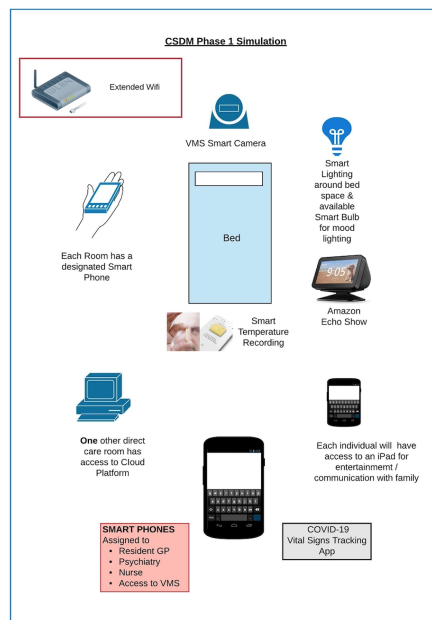 CSDM Phase 1 Simulation
Extended Wifi
VMS Smart Camera
Smart
Lighting
around bed
space &
available
Smart Bulb
for mood
lighting
Each Room has a
designated Smart
Phone
Bed
9:05
Amazon
Echo Show
Smart
Temperature
Recording
One other direct
care room has
access to Cloud
Platform
Each individual will have
access to an iPad for
entertainemt /
communication with family
SMART PHONES
Assigned to
• Resident GP
• Psychiatry
• Nurse
• Access to VMS
COVID-19
Vital Signs Tracking
App